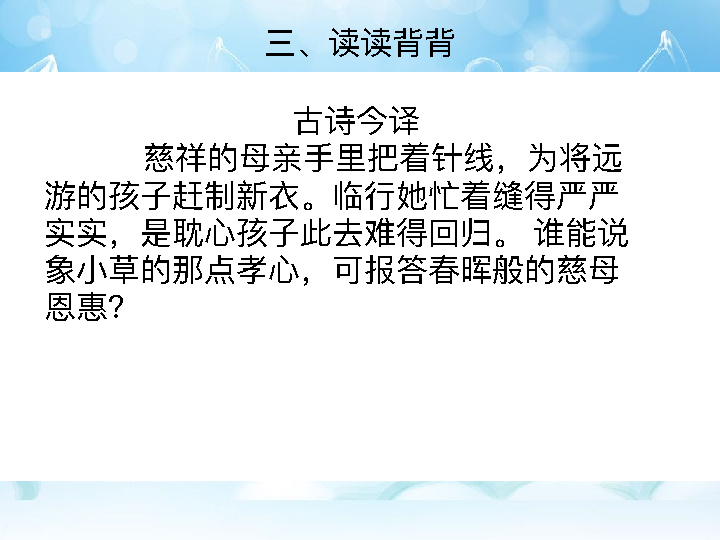 三、读读背背
古诗今译
慈祥的母亲手里把着针线，为将远
游的孩子赶制新衣。临行她忙着缝得严严
实实，是耽心孩子此去难得回归。 谁能说
象小草的那点孝心，可报答春晖般的慈母
恩惠?